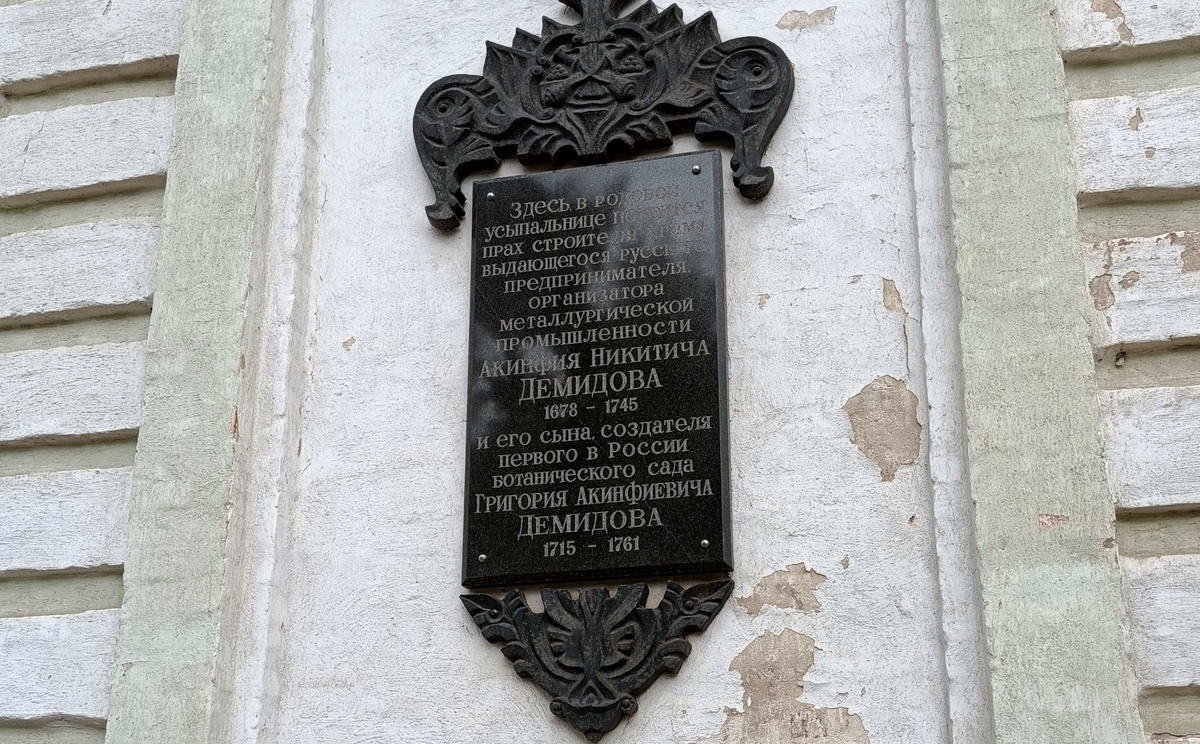 Здесь, в родовой
усыпальнице покоится
прах строителя храма
выдающегося русского
предпринимателя,
организатора
металлургической
промышленности
Акинфия Никитича
Демидова
1678 – 1745
и его сына, создателя
первого в России
ботанического сада
Григория Акинфиевича
Демидова
1715 – 1761